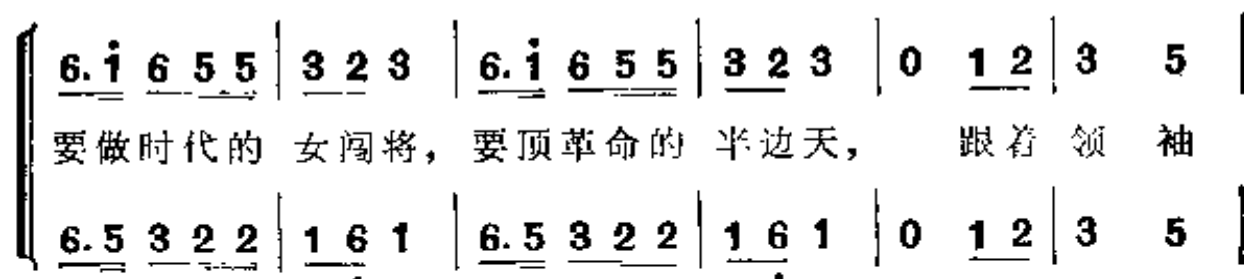 6. i 6 5 5 | 3 2 3 | 6. i 6 5 5 | 3 2 3 | 0 1 2 | 3 5
要做时代的 女闯将，要顶革命的 半边天， 跟着 领 袖
6. 5 3 2 2 | 1 6 1 | 6. 5 3 2 2 | 1 6 1 | 0 1 2 | 3 5